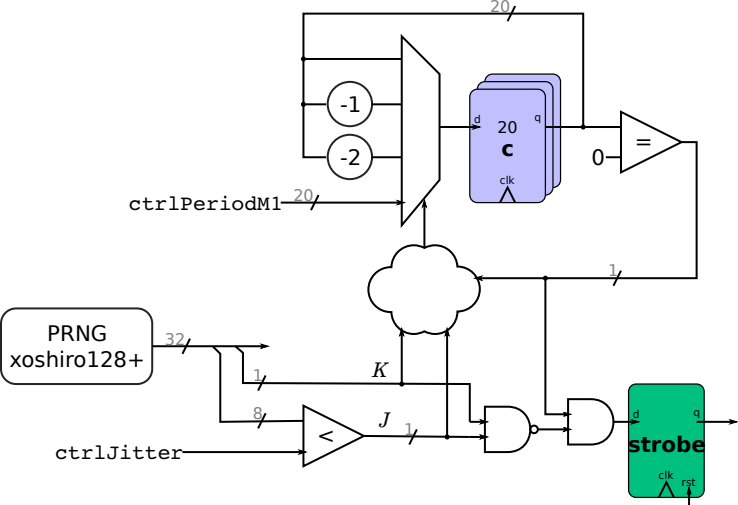 20
-1
-2
d
q
20
c
clk
=
0
ctrlPeriodM1
20
1
PRNG
xoshiro128+
32
1
K
8
J
1
<
ctrlJitter
d
q
strobe
clk
rst